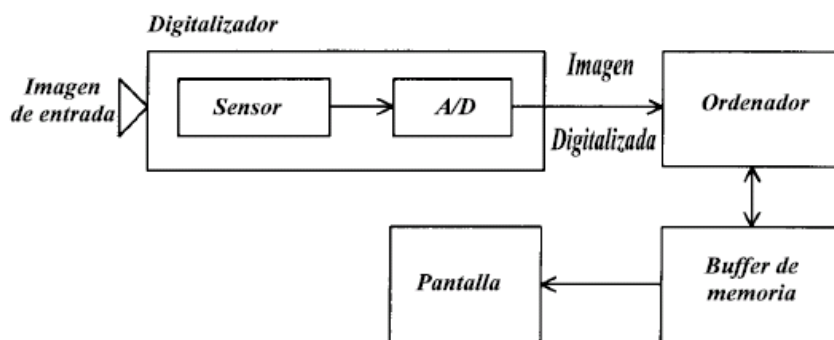 Digitalizador
Imagen
de entrada
Sensor
A/D
Imagen
Digitalizada
Ordenador
Pantalla
Buffer de
memoria